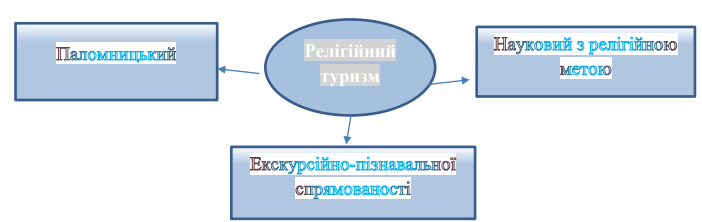 Паломницький
Релігійний
туризм
Науковий з релігійною
метою
Екскурсійно-пізнавальної
спрямованості